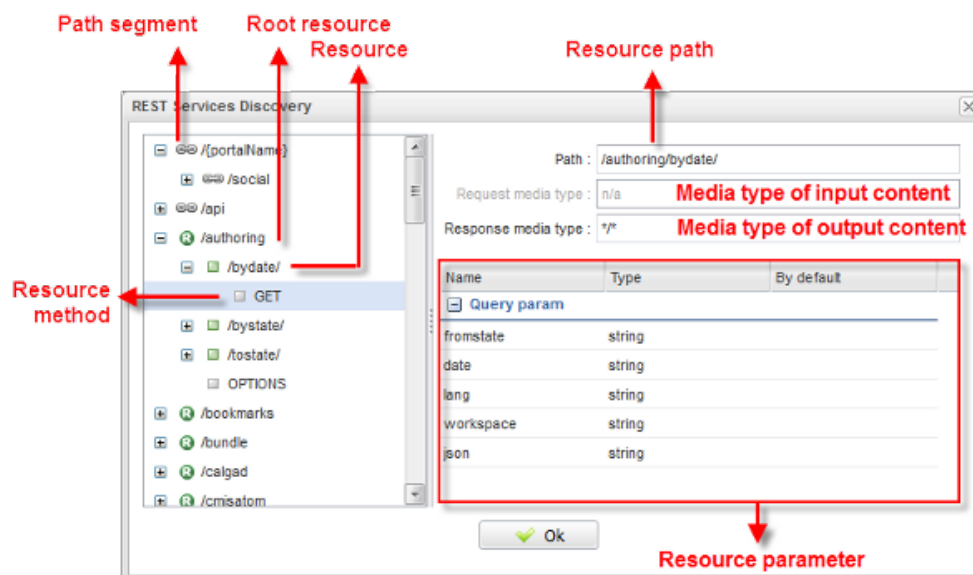 Path segment
Root resource
Resource
Resource path
REST Services Discovery
/{portalName}
/social
/api
/authoring
/bydate/
GET
/bystate/
/tostate/
OPTIONS
/bookmarks
/bundle
/calgad
/cmisatom
Resource method
Path : /authoring/bydate/
Request media type : n/a Media type of input content
Response media type : */* Media type of output content
Name Type By default
Query param
fromstate string
date string
lang string
workspace string
json string
Ok
Resource parameter